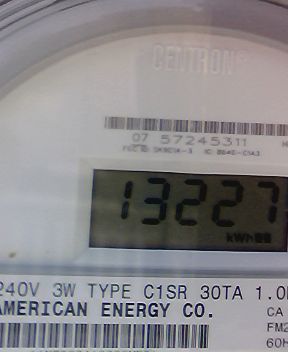 CENTRON®
07 57245311
13227
kWh
240V 3W TYPE C1SR 30TA 1.0
AMERICAN ENERGY CO.
CA
FM2
60H